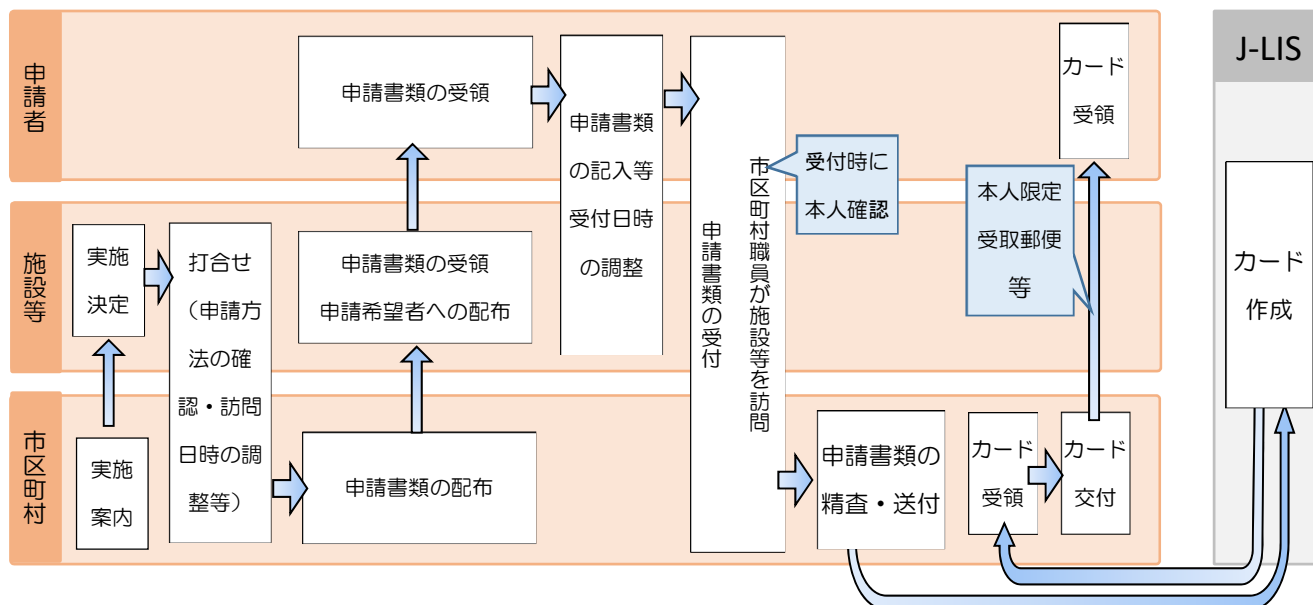 申請者
申請書類の受領
申請書類
の記入等
受付日時
の調整
市区町村職員が施設等を訪問
申請書類の受付
受付時に
本人確認
カード
受領
本人限定
受取郵便
等
施設等
実施
決定
打合せ
（申請方
法の確
認・訪問
日時の調
整等）
申請書類の受領
申請希望者への配布
市区町村
実施
案内
申請書類の配布
申請書類の
精査・送付
カード
受領
カード
交付
J-LIS
カード
作成